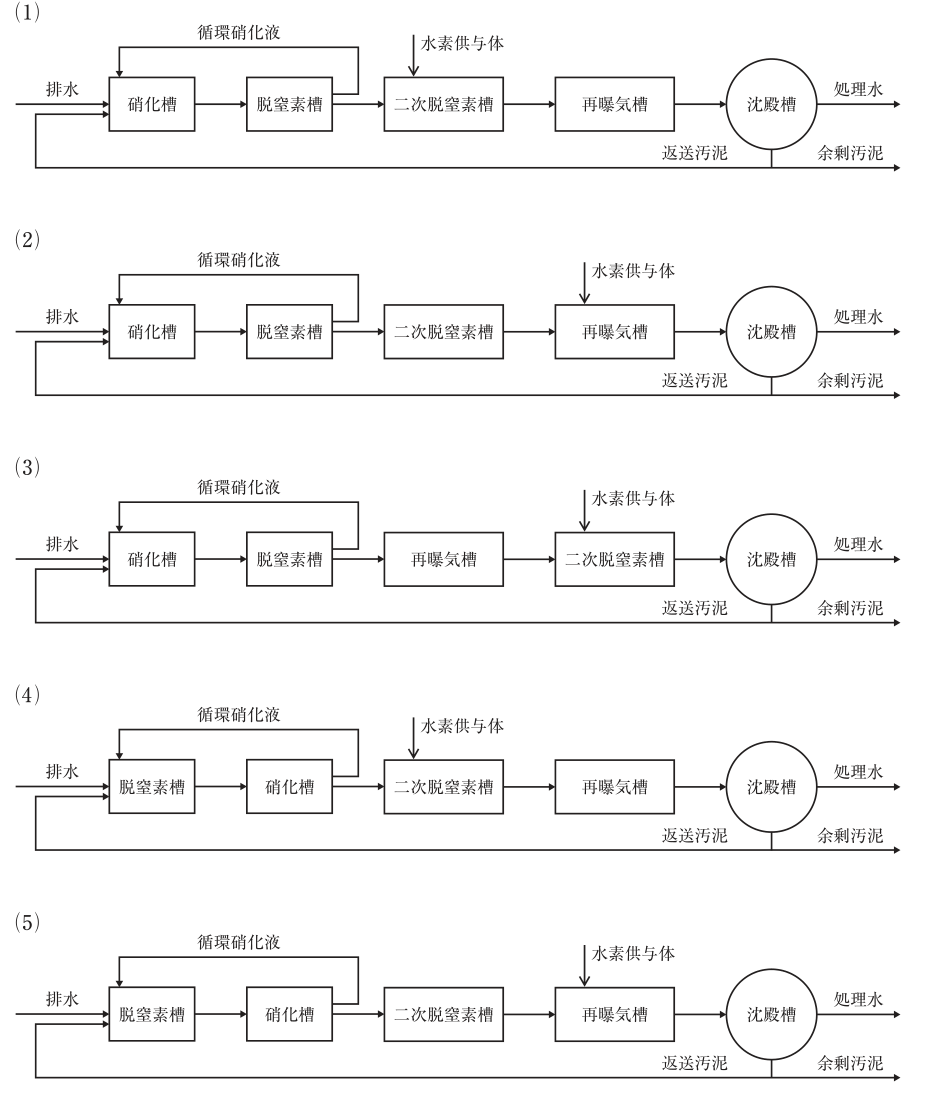 (1)
循環硝化液
水素供与体
排水
硝化槽
脱窒素槽
二次脱窒素槽
再曝気槽
沈殿槽
処理水
返送汚泥
余剰汚泥
(2)
循環硝化液
水素供与体
排水
硝化槽
脱窒素槽
二次脱窒素槽
再曝気槽
沈殿槽
処理水
返送汚泥
余剰汚泥
(3)
循環硝化液
水素供与体
排水
硝化槽
脱窒素槽
再曝気槽
二次脱窒素槽
沈殿槽
処理水
返送汚泥
余剰汚泥
(4)
循環硝化液
水素供与体
排水
脱窒素槽
硝化槽
二次脱窒素槽
再曝気槽
沈殿槽
処理水
返送汚泥
余剰汚泥
(5)
循環硝化液
水素供与体
排水
脱窒素槽
硝化槽
二次脱窒素槽
再曝気槽
沈殿槽
処理水
返送汚泥
余剰汚泥